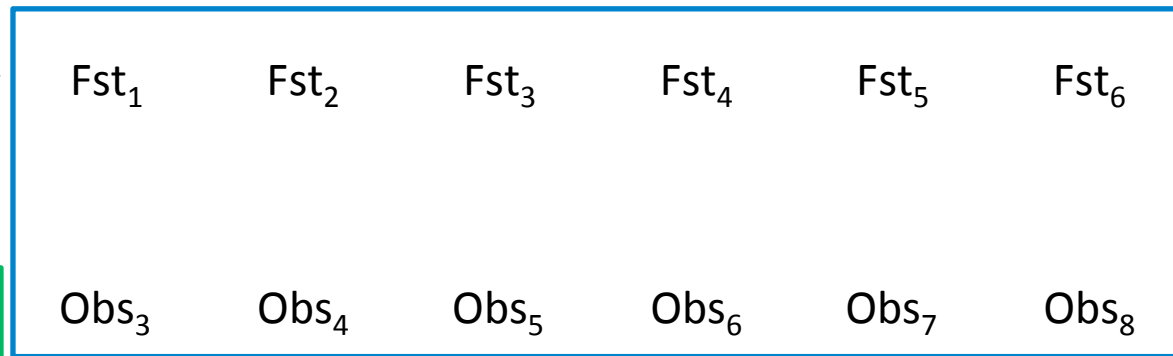 Fst₁ Fst₂ Fst₃ Fst₄ Fst₅ Fst₆
Obs₃ Obs₄ Obs₅ Obs₆ Obs₇ Obs₈